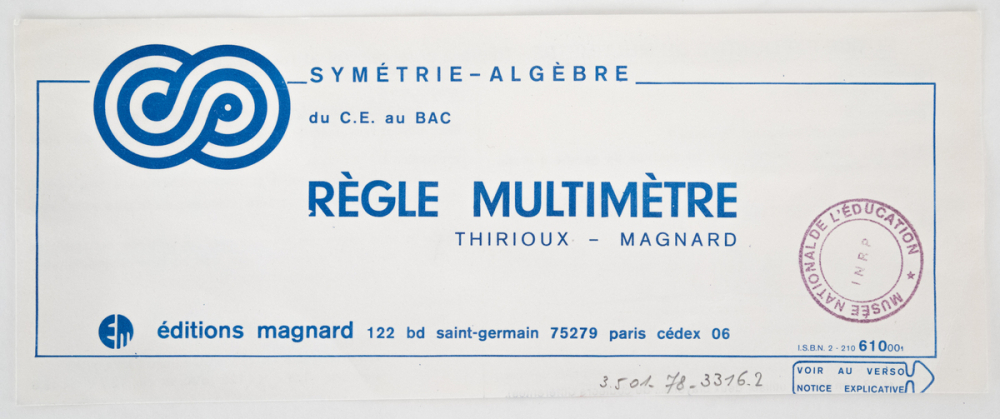 SYMÉTRIE-ALGÈBRE
du C.E. au BAC
RÈGLE MULTIMÈTRE
THIRIOUX - MAGNARD
MUSÉE NATIONAL DE L'ÉDUCATION ★
INRP
éditions magnard 122 bd saint-germain 75279 paris cédex 06
I.S.B.N. 2-210 610001
VOIR AU VERSO
NOTICE EXPLICATIVE
3.501-78-3316.2